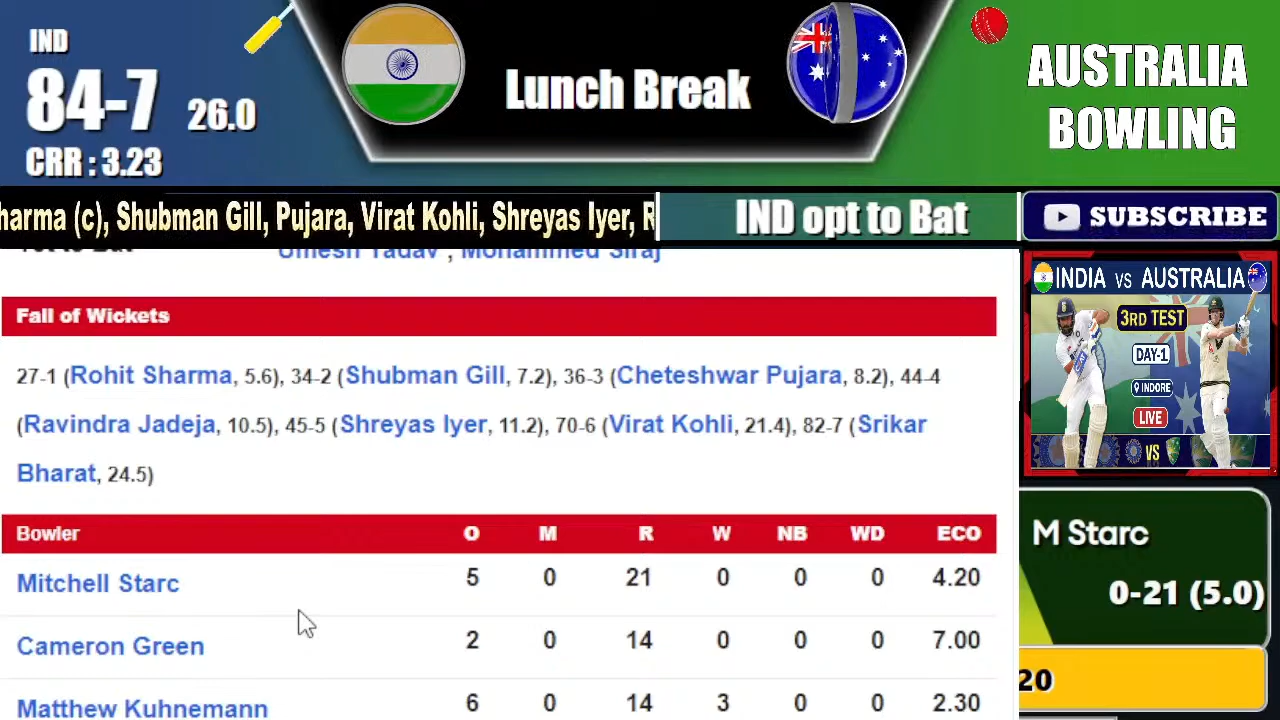 IND
84-7 26.0
CRR : 3.23
Lunch Break
AUSTRALIA
BOWLING
harma (c), Shubman Gill, Pujara, Virat Kohli, Shreyas Iyer, R
IND opt to Bat
SUBSCRIBE
Umesh Yadav , Mohammed Siraj
INDIA VS AUSTRALIA
3RD TEST
DAY-1
INDORE
LIVE
VS
Fall of Wickets
27-1 (Rohit Sharma, 5.6), 34-2 (Shubman Gill, 7.2), 36-3 (Cheteshwar Pujara, 8.2), 44-4
(Ravindra Jadeja, 10.5), 45-5 (Shreyas Iyer, 11.2), 70-6 (Virat Kohli, 21.4), 82-7 (Srikar
Bharat, 24.5)
Bowler O M R W NB WD ECO
Mitchell Starc 5 0 21 0 0 0 4.20
Cameron Green 2 0 14 0 0 0 7.00
Matthew Kuhnemann 6 0 14 3 0 0 2.30
M Starc
0-21 (5.0)
20